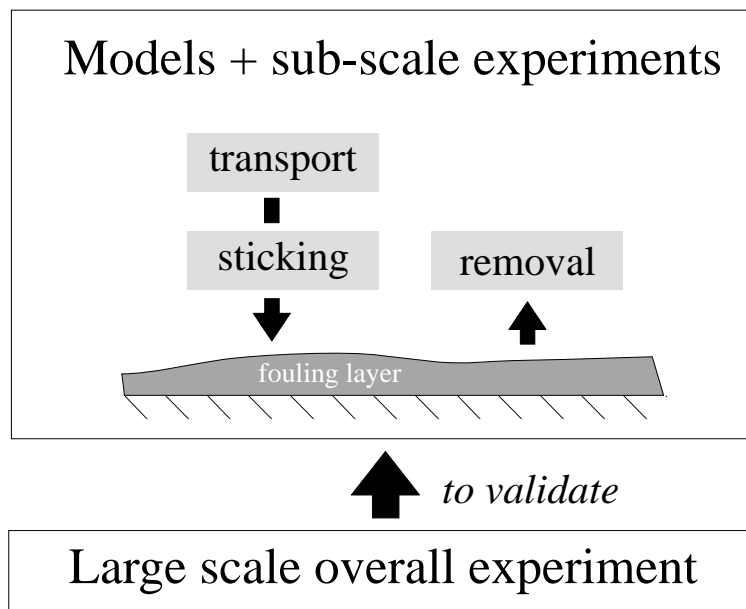 Models + sub-scale experiments
transport
sticking
removal
fouling layer
to validate
Large scale overall experiment